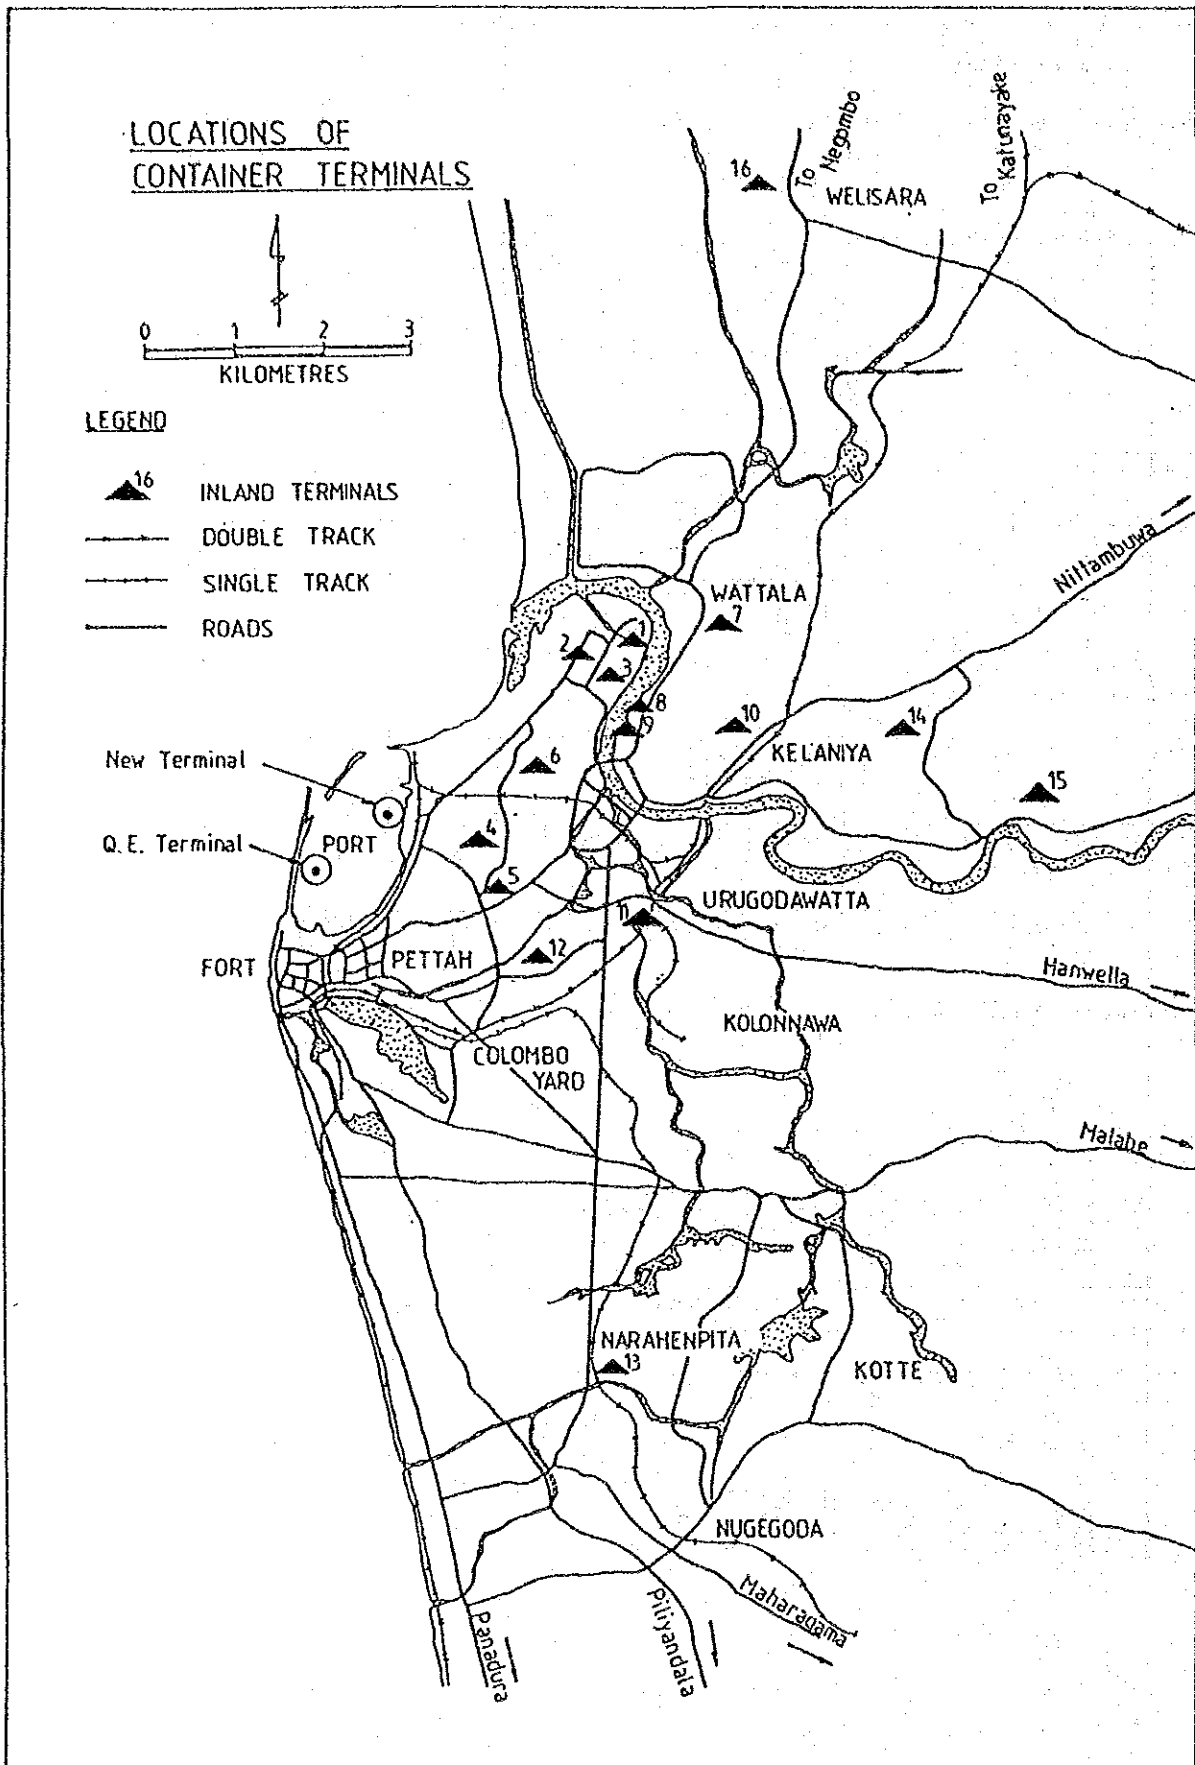 LOCATIONS OF
CONTAINER TERMINALS
0 1 2 3
KILOMETRES
LEGEND
16 INLAND TERMINALS
DOUBLE TRACK
SINGLE TRACK
ROADS
16
To Negombo
WELISARA
To Katunayake
Nittambuwa
WATTALA
7
1
2
3
8
9
10
14
KELANIYA
15
6
New Terminal
PORT
Q.E. Terminal
4
5
URUGODAWATTA
11
12
FORT
PETTAH
Hanwella
KOLONNAWA
COLOMBO
YARD
Malabe
NARAHENPITA
13
KOTTE
NUGEGODA
Maharagama
Piliyandala
Panadura